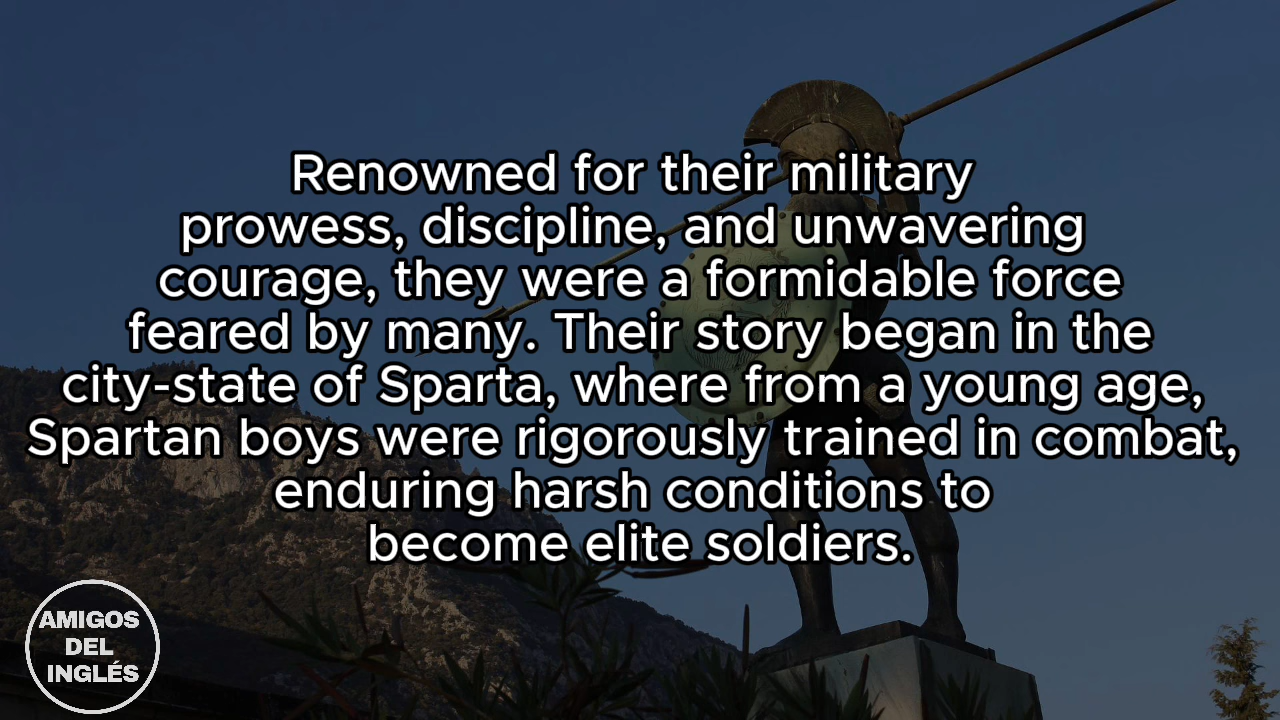 Renowned for their military
prowess, discipline, and unwavering
courage, they were a formidable force
feared by many. Their story began in the
city-state of Sparta, where from a young age,
Spartan boys were rigorously trained in combat,
enduring harsh conditions to
become elite soldiers.
AMIGOS
DEL
INGLÉS